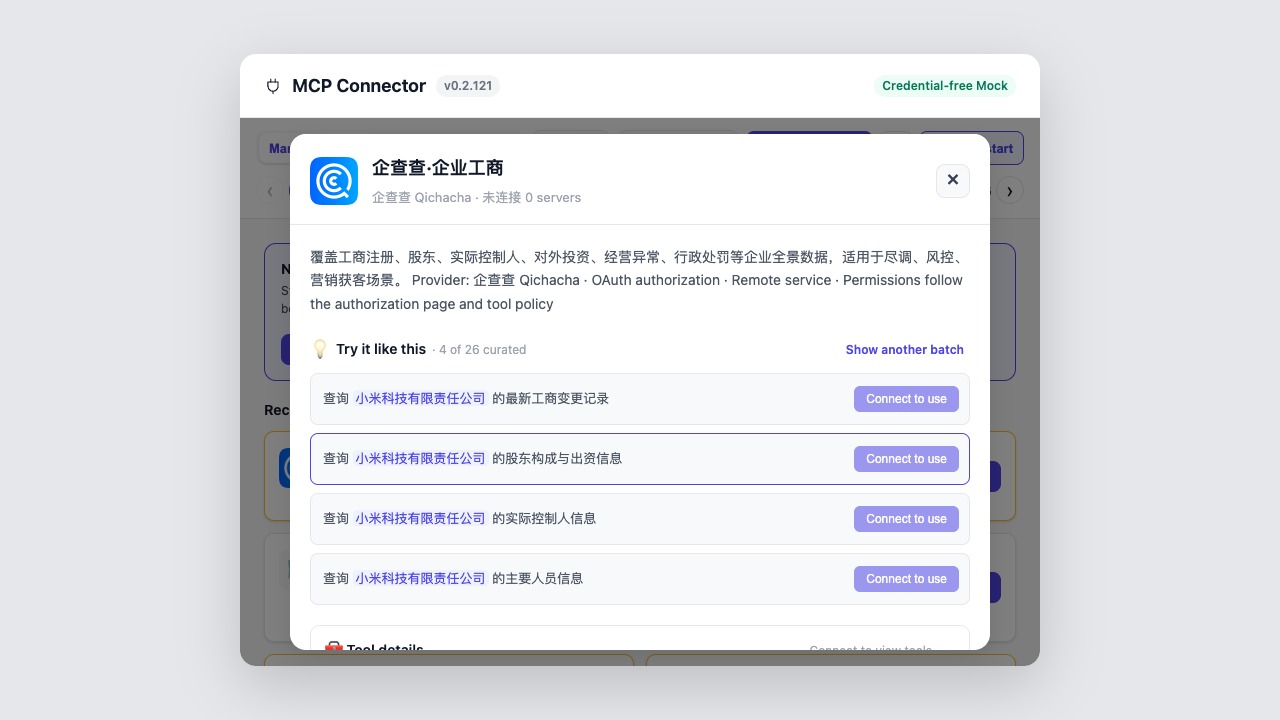 MCP Connector v0.2.121
Credential-free Mock
企查查·企业工商
企查查 Qichacha · 未连接 0 servers
✕
覆盖工商注册、股东、实际控制人、对外投资、经营异常、行政处罚等企业全景数据，适用于尽调、风控、
营销获客场景。 Provider: 企查查 Qichacha · OAuth authorization · Remote service · Permissions follow
the authorization page and tool policy
Try it like this · 4 of 26 curated
Show another batch
查询 小米科技有限责任公司 的最新工商变更记录
Connect to use
查询 小米科技有限责任公司 的股东构成与出资信息
Connect to use
查询 小米科技有限责任公司 的实际控制人信息
Connect to use
查询 小米科技有限责任公司 的主要人员信息
Connect to use
Tool details
Connect to view tools